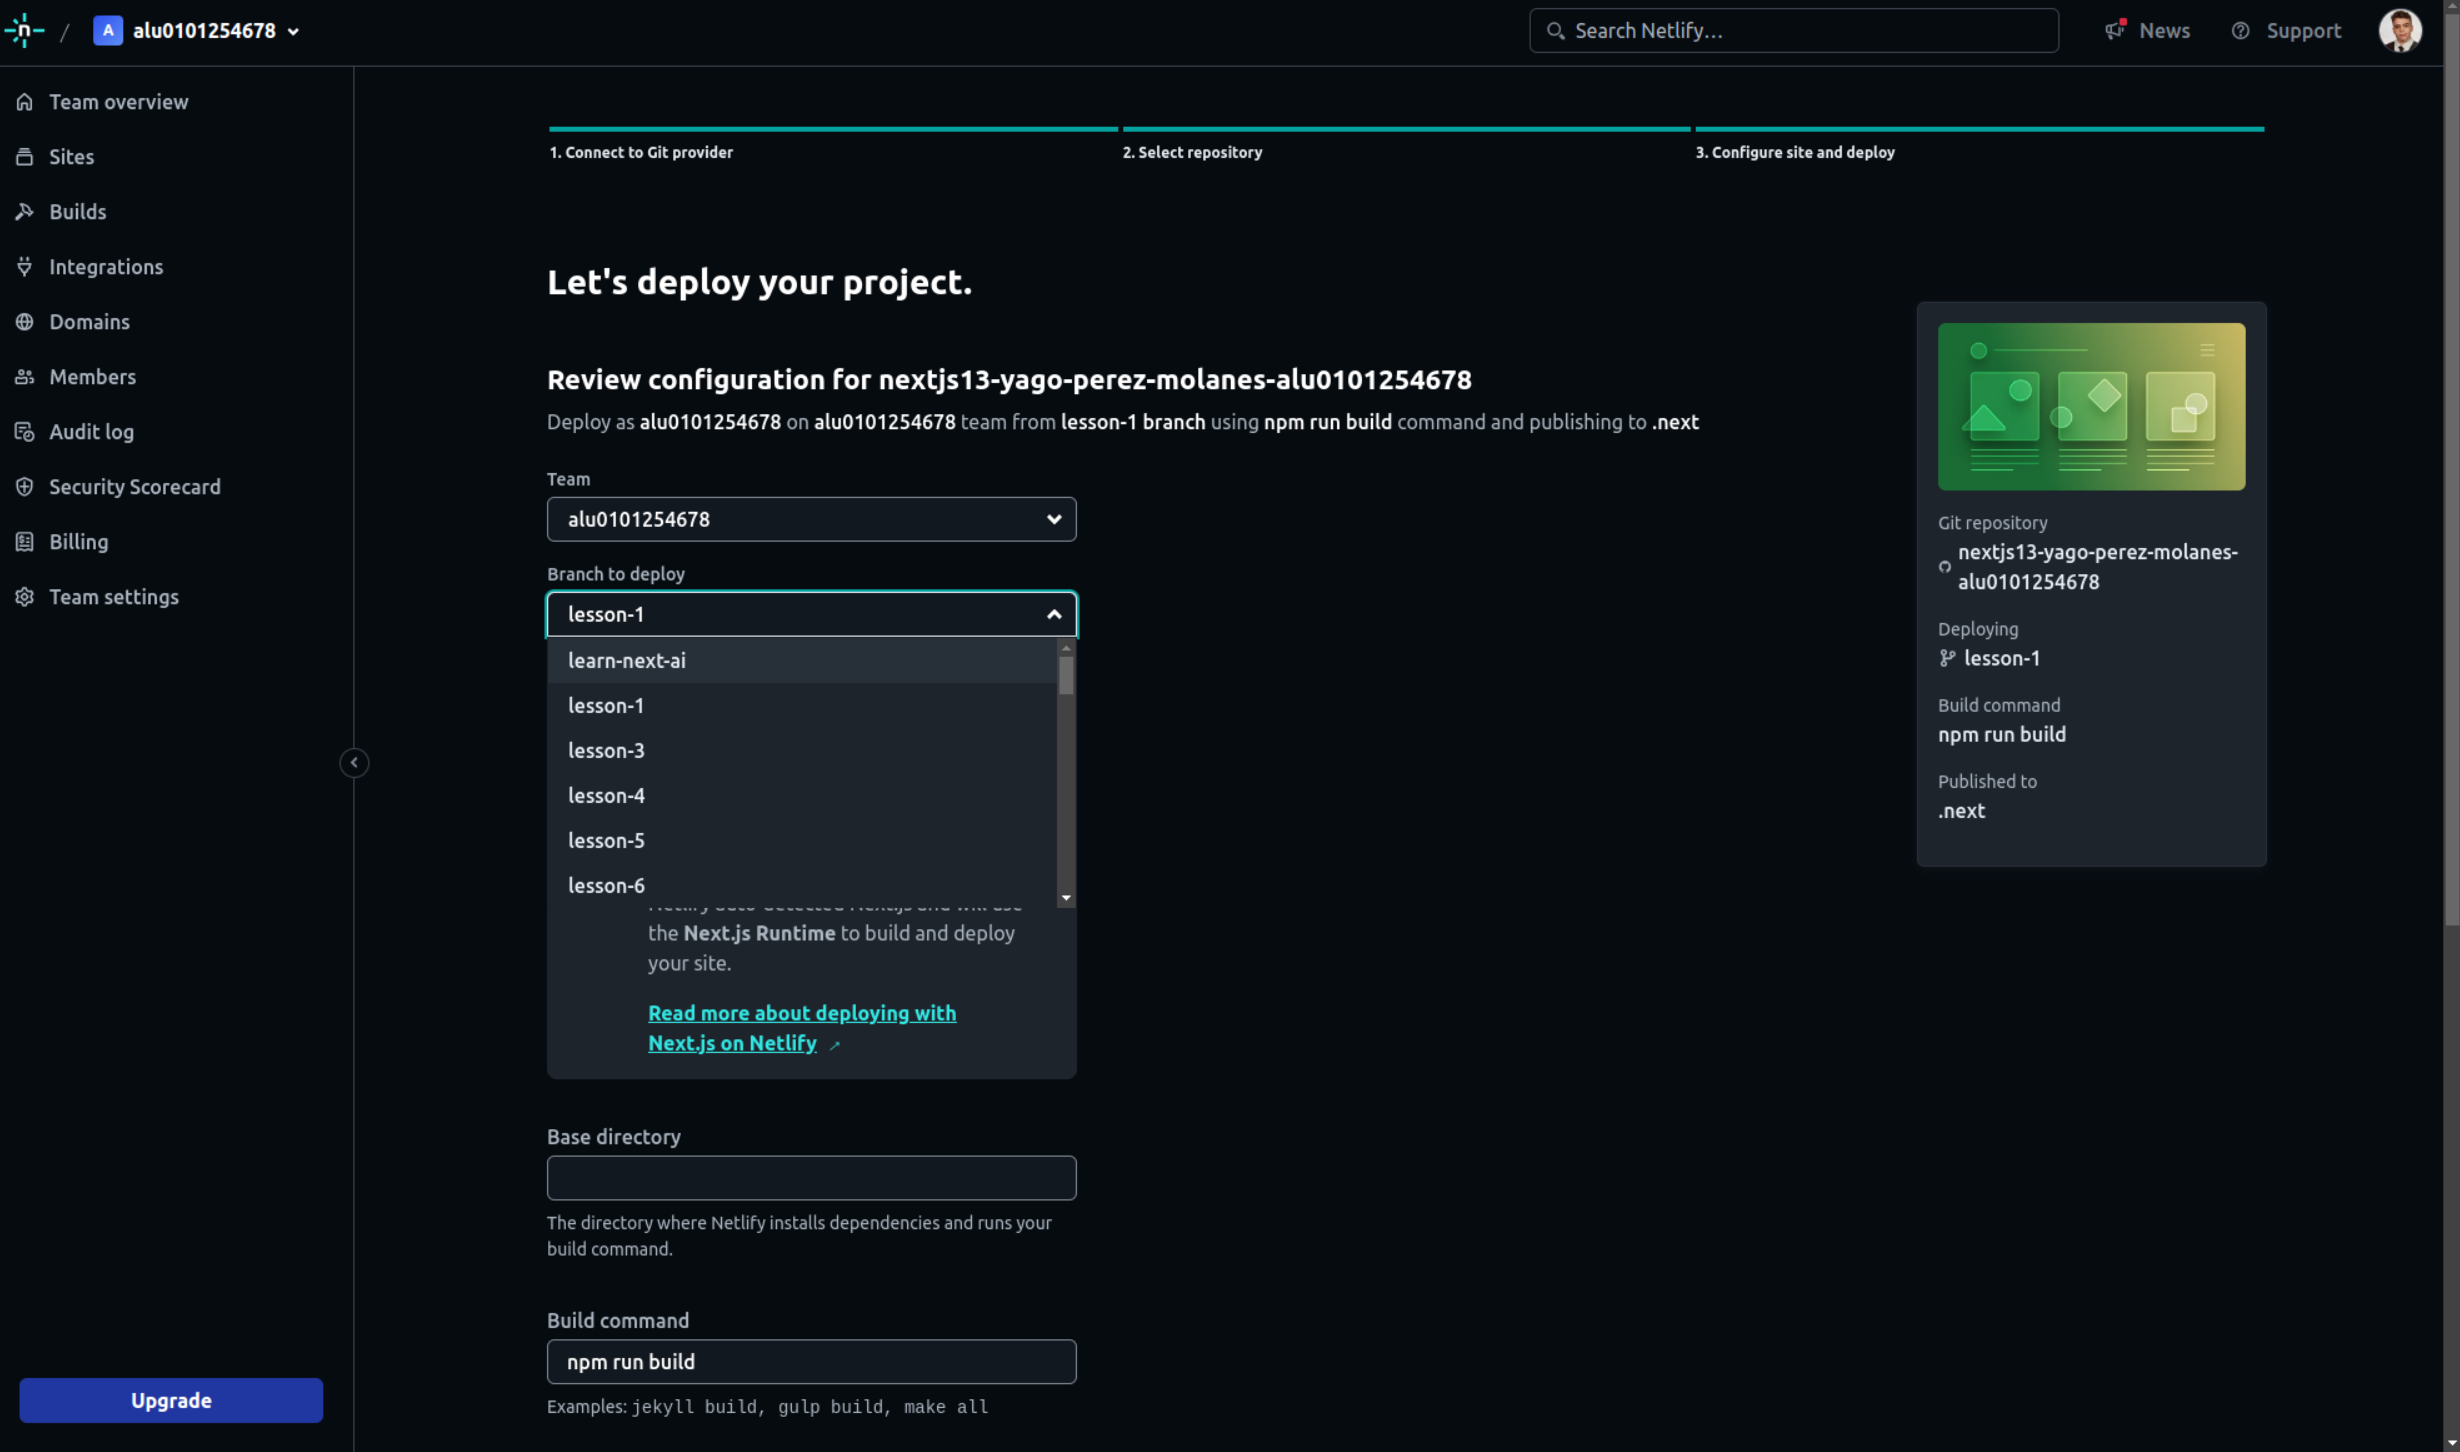 n / A alu0101254678
Search Netlify...
News
Support
Team overview
Sites
Builds
Integrations
Domains
Members
Audit log
Security Scorecard
Billing
Team settings
Upgrade
1. Connect to Git provider
2. Select repository
3. Configure site and deploy
Let's deploy your project.
Review configuration for nextjs13-yago-perez-molanes-alu0101254678
Deploy as alu0101254678 on alu0101254678 team from lesson-1 branch using npm run build command and publishing to .next
Team
alu0101254678
Branch to deploy
lesson-1
learn-next-ai
lesson-1
lesson-3
lesson-4
lesson-5
lesson-6
the Next.js Runtime to build and deploy
your site.
Read more about deploying with
Next.js on Netlify
Base directory
The directory where Netlify installs dependencies and runs your
build command.
Build command
npm run build
Examples: jekyll build, gulp build, make all
Git repository
nextjs13-yago-perez-molanes-
alu0101254678
Deploying
lesson-1
Build command
npm run build
Published to
.next